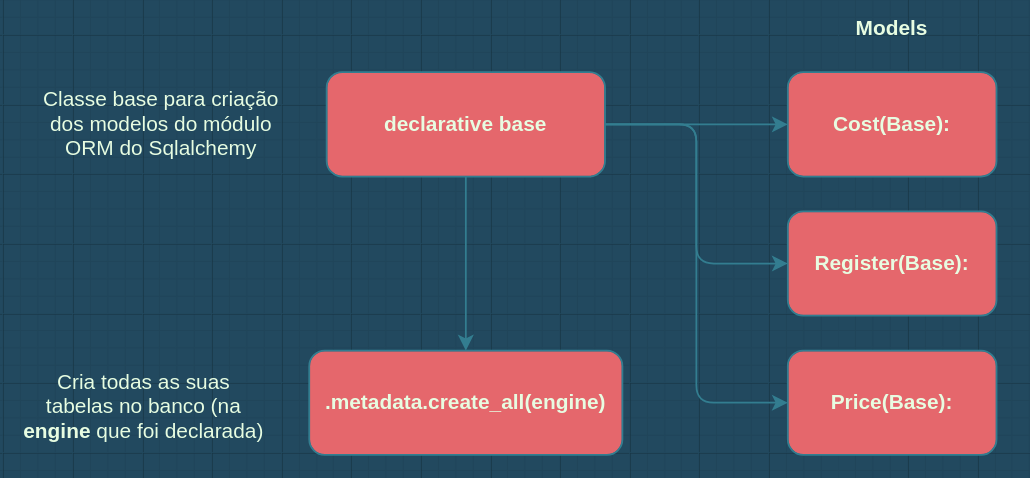 Models
Classe base para criação
dos modelos do módulo
ORM do Sqlalchemy
declarative base
Cost(Base):
Register(Base):
Cria todas as suas
tabelas no banco (na
engine que foi declarada)
.metadata.create_all(engine)
Price(Base):